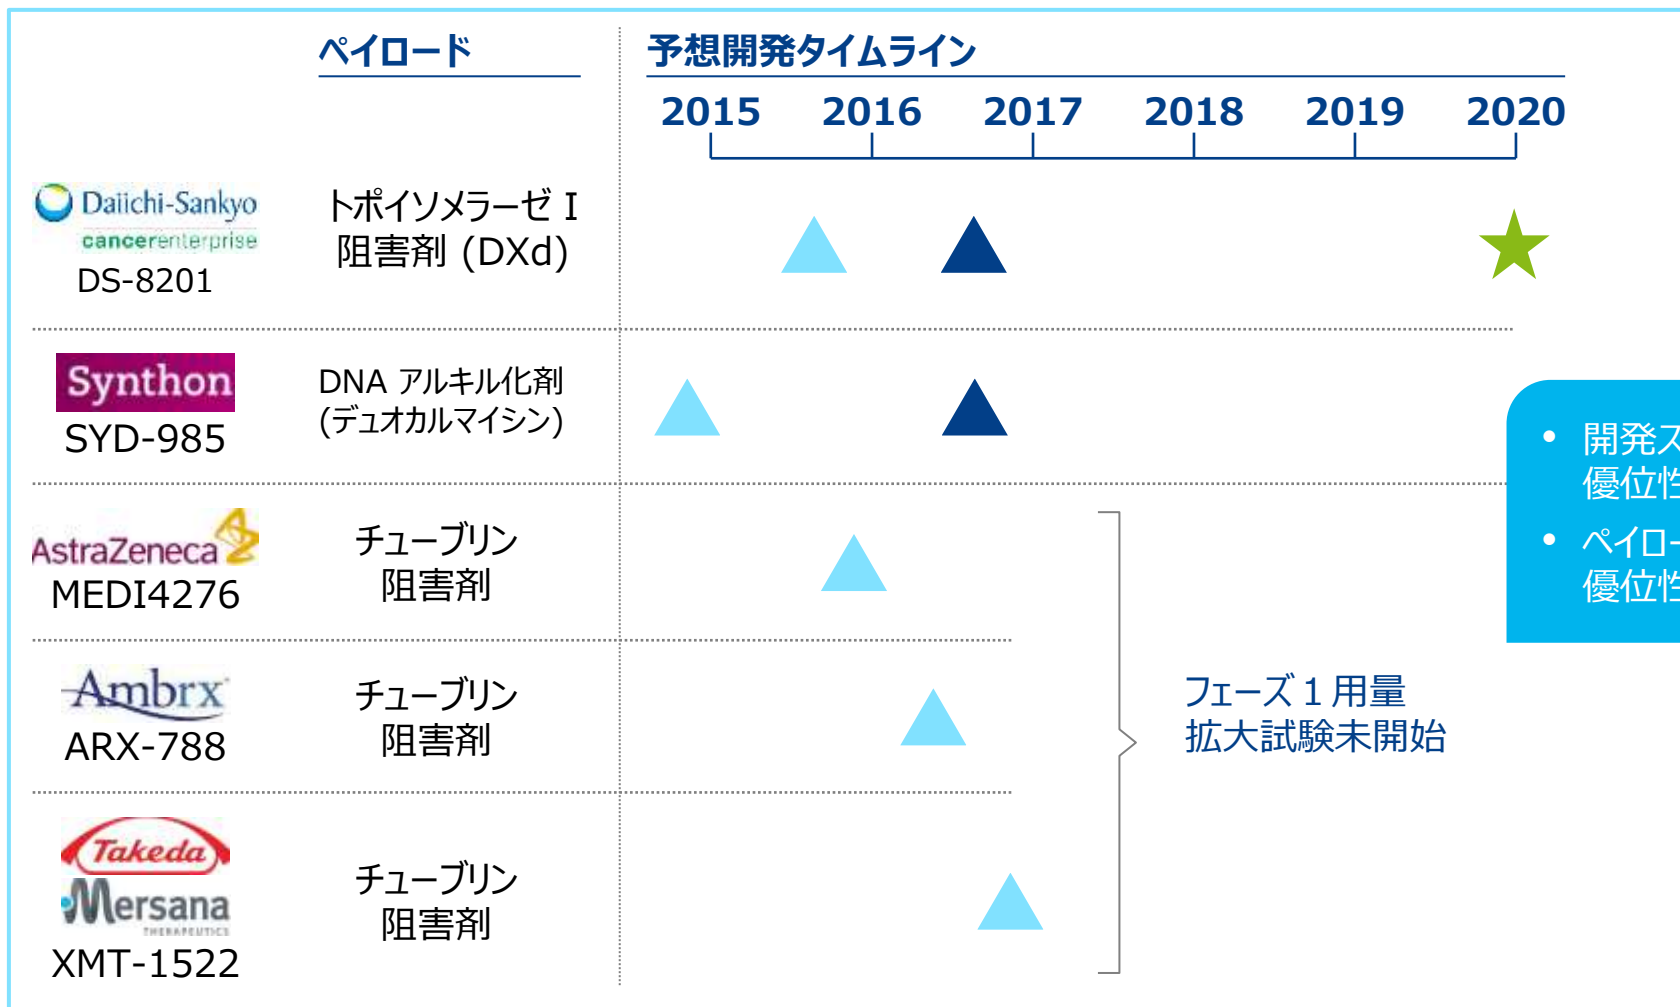 ペイロード
予想開発タイムライン
2015 2016 2017 2018 2019 2020
Daiichi-Sankyo
cancerenterprise
DS-8201
トポイソメラーゼ I
阻害剤 (DXd)
Synthon
SYD-985
DNA アルキル化剤
(デュオカルマイシン)
AstraZeneca
MEDI4276
チューブリン
阻害剤
Ambrx
ARX-788
チューブリン
阻害剤
Takeda
Mersana
THERAPEUTICS
XMT-1522
チューブリン
阻害剤
フェーズ 1 用量
拡大試験未開始
• 開発ス
優位性
• ペイロー
優位性